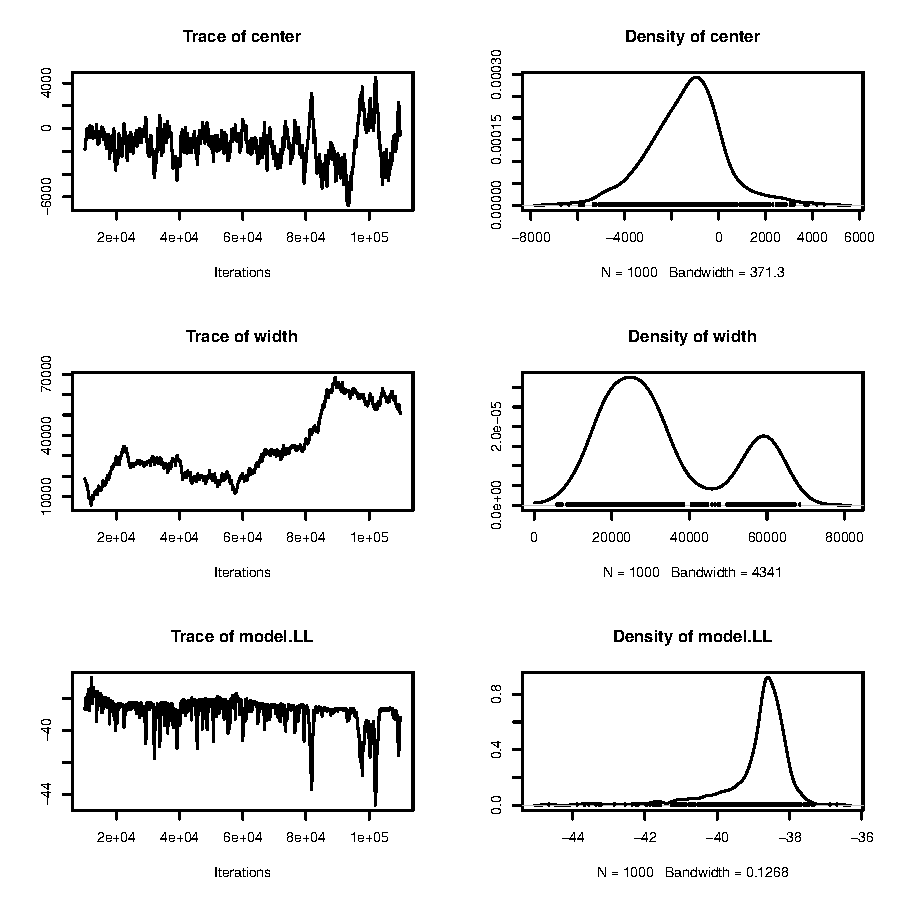 Trace of center
4000
0
−6000
2e+04 4e+04 6e+04 8e+04 1e+05
Iterations
Density of center
0.00030
0.00015
0.00000
−8000 −4000 0 2000 4000 6000
N = 1000 Bandwidth = 371.3
Trace of width
70000
40000
10000
2e+04 4e+04 6e+04 8e+04 1e+05
Iterations
Density of width
2.0e−05
0.0e+00
0 20000 40000 60000 80000
N = 1000 Bandwidth = 4341
Trace of model.LL
−40
−44
2e+04 4e+04 6e+04 8e+04 1e+05
Iterations
Density of model.LL
0.8
0.4
0.0
−44 −42 −40 −38 −36
N = 1000 Bandwidth = 0.1268